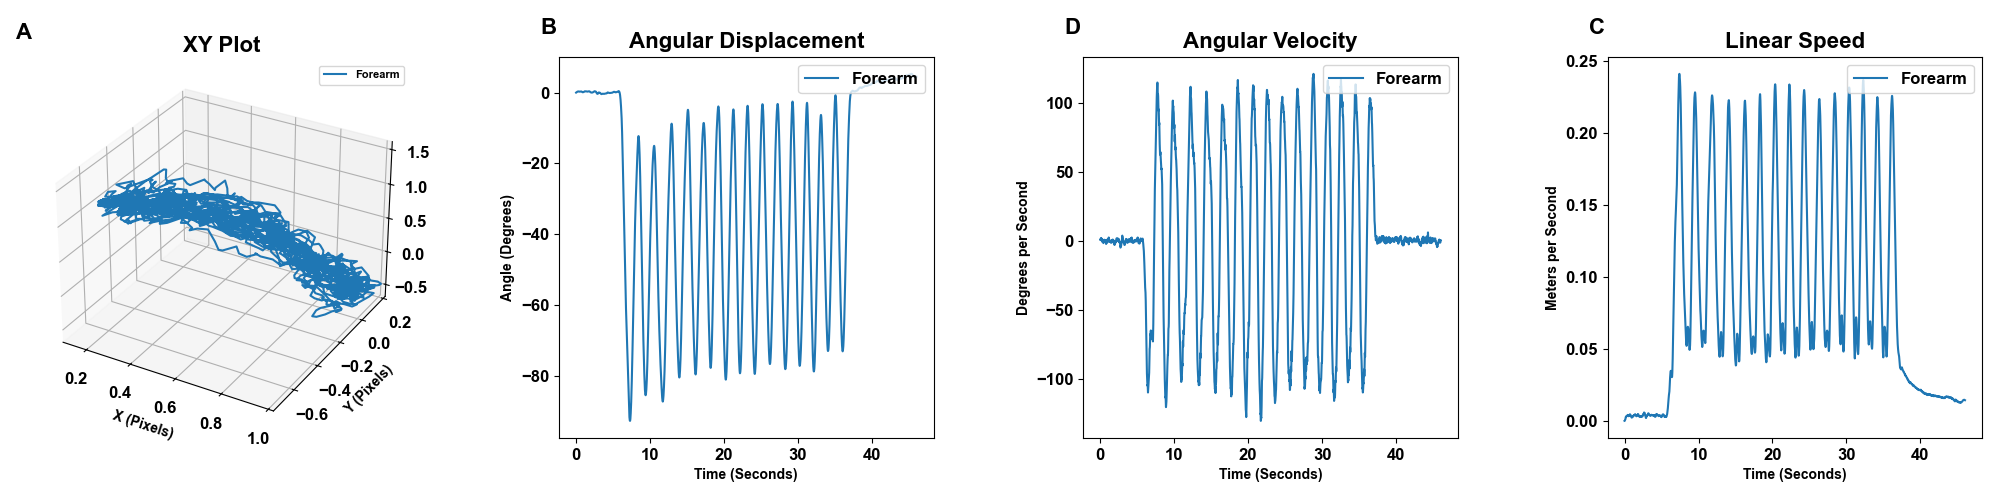 A
XY Plot
Forearm
1.5
1.0
0.5
0.0
−0.5
0.2
0.0
−0.2
−0.4
−0.6
Y (Pixels)
0.2
0.4
0.6
0.8
1.0
X (Pixels)
B
Angular Displacement
Forearm
Angle (Degrees)
0
−20
−40
−60
−80
0 10 20 30 40
Time (Seconds)
D
Angular Velocity
Forearm
Degrees per Second
100
50
0
−50
−100
0 10 20 30 40
Time (Seconds)
C
Linear Speed
Forearm
Meters per Second
0.25
0.20
0.15
0.10
0.05
0.00
0 10 20 30 40
Time (Seconds)